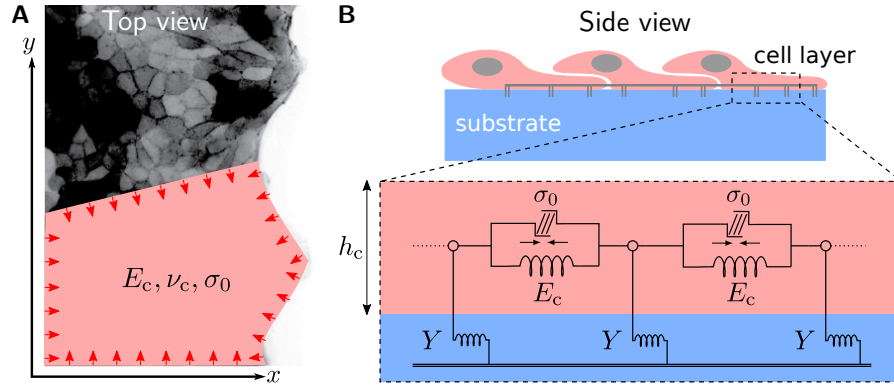 A
Top view
y
E_c, ν_c, σ_0
x
B
Side view
cell layer
substrate
h_c
σ_0
σ_0
E_c
E_c
Y
Y
Y